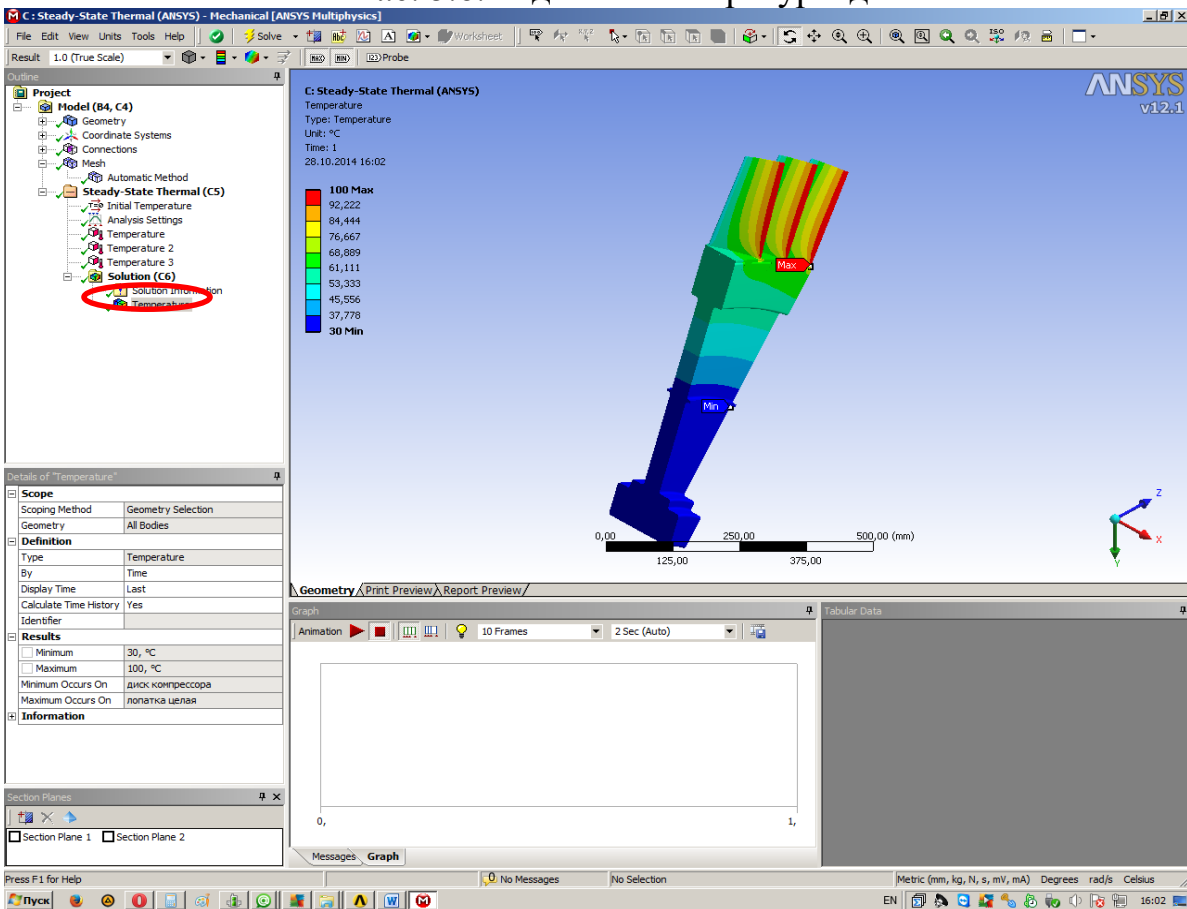 C : Steady-State Thermal (ANSYS) - Mechanical [ANSYS Multiphysics]
File Edit View Units Tools Help Solve Worksheet
Result 1.0 (True Scale) MAX MIN Probe
Outline
Project
Model (B4, C4)
Geometry
Coordinate Systems
Connections
Mesh
Automatic Method
Steady-State Thermal (C5)
Initial Temperature
Analysis Settings
Temperature
Temperature 2
Temperature 3
Solution (C6)
Solution Information
Temperature
C: Steady-State Thermal (ANSYS)
Temperature
Type: Temperature
Unit: °C
Time: 1
28.10.2014 16:02
100 Max
92,222
84,444
76,667
68,889
61,111
53,333
45,556
37,778
30 Min
ANSYS
v12.1
Max
Min
0,00 250,00 500,00 (mm)
125,00 375,00
Z
X
Y
Geometry Print Preview Report Preview
Details of "Temperature"
Scope
Scoping Method Geometry Selection
Geometry All Bodies
Definition
Type Temperature
By Time
Display Time Last
Calculate Time History Yes
Identifier
Results
Minimum 30, °C
Maximum 100, °C
Minimum Occurs On диск компрессора
Maximum Occurs On лопатка целая
Information
Section Planes
Section Plane 1 Section Plane 2
Graph
Animation 10 Frames 2 Sec (Auto)
0, 1,
Messages Graph
Tabular Data
Press F1 for Help 0 No Messages No Selection Metric (mm, kg, N, s, mV, mA) Degrees rad/s Celsius
Пуск EN 16:02